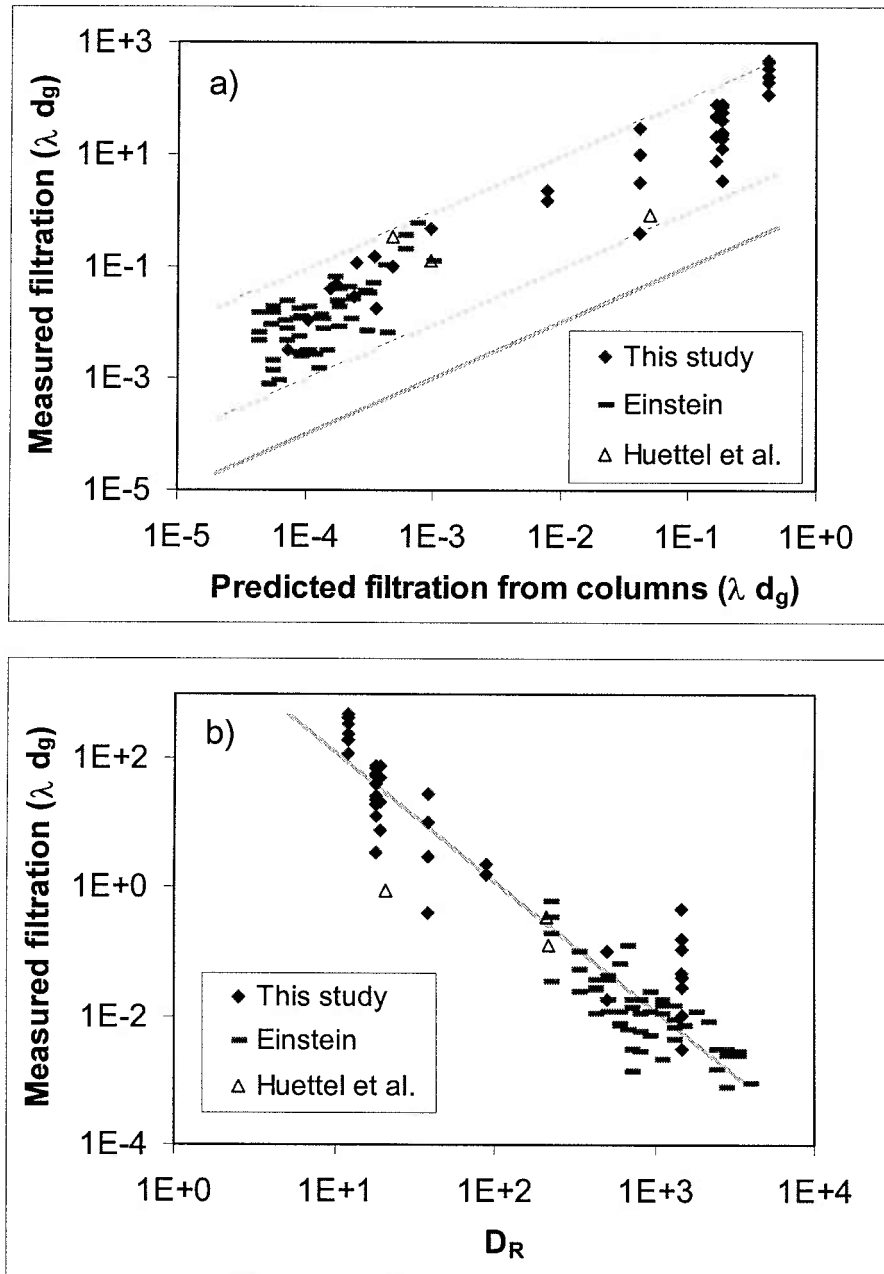 a)
Measured filtration (λ dg)
1E+3
1E+1
1E-1
1E-3
1E-5
This study
Einstein
Huettel et al.
1E-5 1E-4 1E-3 1E-2 1E-1 1E+0
Predicted filtration from columns (λ dg)
b)
Measured filtration (λ dg)
1E+2
1E+0
1E-2
1E-4
This study
Einstein
Huettel et al.
1E+0 1E+1 1E+2 1E+3 1E+4
DR